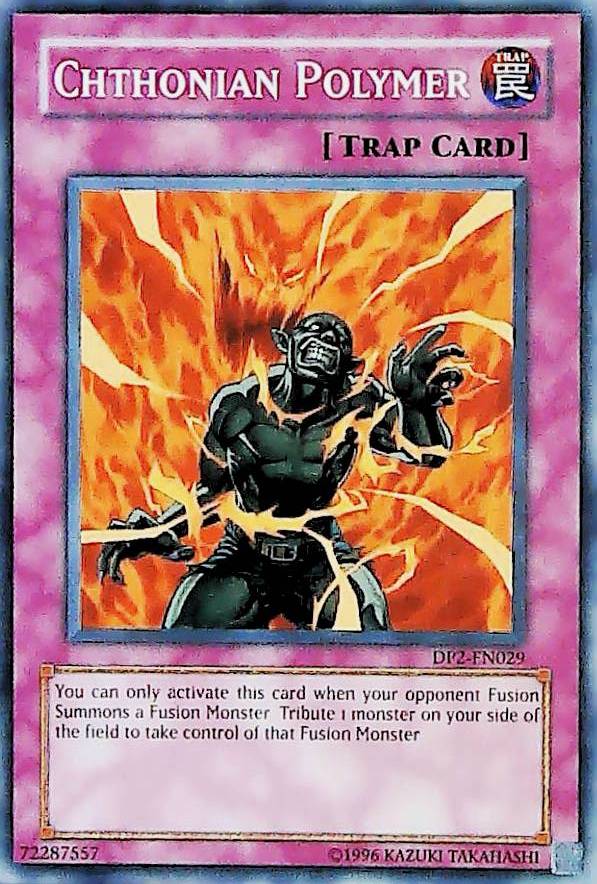 CHTHONIAN POLYMER
TRAP
罠
[TRAP CARD]
DP2-EN029
You can only activate this card when your opponent Fusion
Summons a Fusion Monster. Tribute 1 monster on your side of
the field to take control of that Fusion Monster.
72287557
©1996 KAZUKI TAKAHASHI